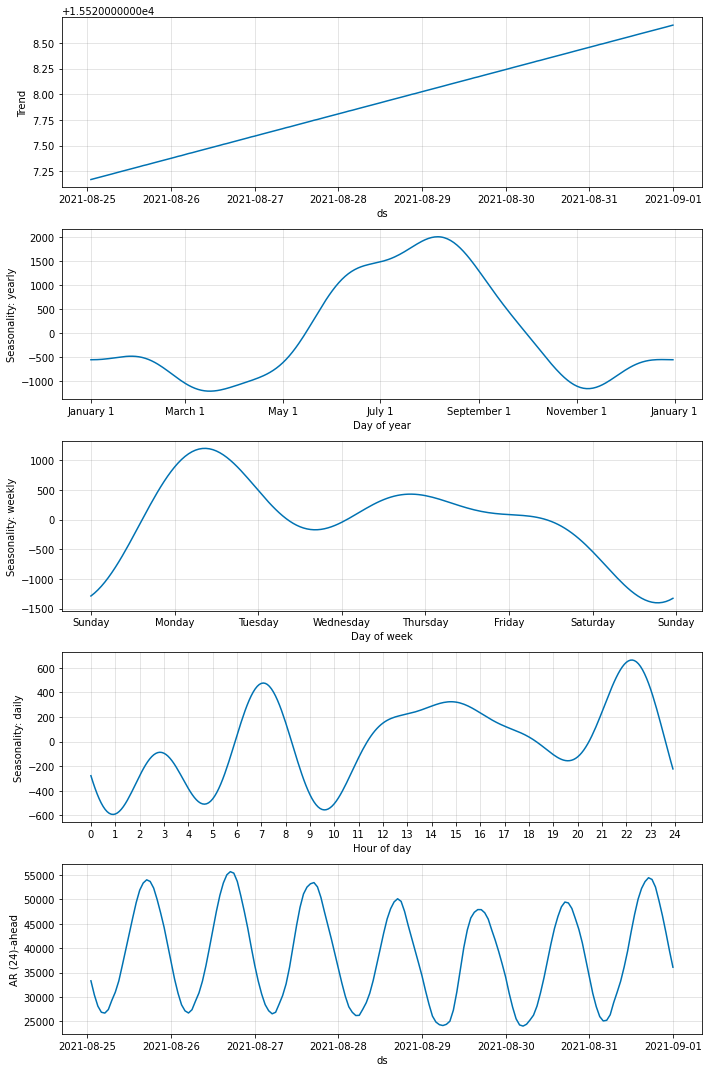 +1.5520000000e4
8.50
8.25
8.00
7.75
7.50
7.25
Trend
2021-08-25 2021-08-26 2021-08-27 2021-08-28 2021-08-29 2021-08-30 2021-08-31 2021-09-01
ds
2000
1500
1000
500
0
−500
−1000
Seasonality: yearly
January 1 March 1 May 1 July 1 September 1 November 1 January 1
Day of year
1000
500
0
−500
−1000
−1500
Seasonality: weekly
Sunday Monday Tuesday Wednesday Thursday Friday Saturday Sunday
Day of week
600
400
200
0
−200
−400
−600
Seasonality: daily
0 1 2 3 4 5 6 7 8 9 10 11 12 13 14 15 16 17 18 19 20 21 22 23 24
Hour of day
55000
50000
45000
40000
35000
30000
25000
AR (24)-ahead
2021-08-25 2021-08-26 2021-08-27 2021-08-28 2021-08-29 2021-08-30 2021-08-31 2021-09-01
ds